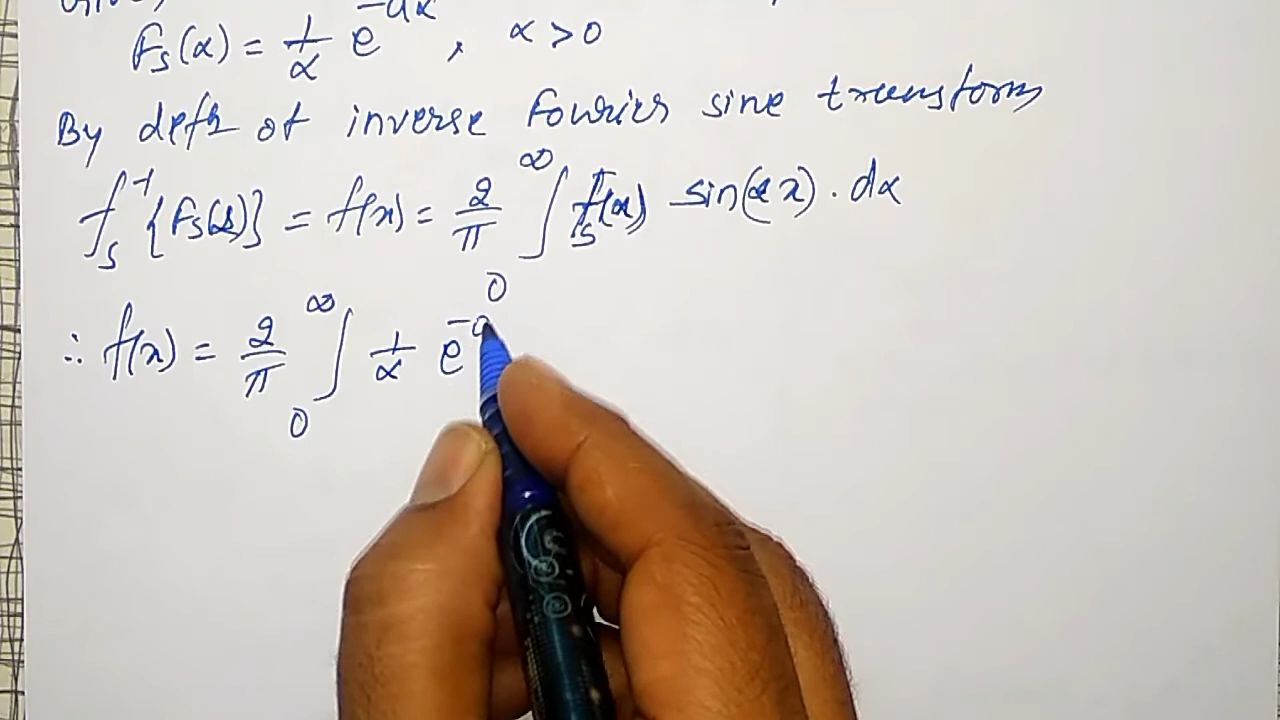 Fₛ(α) = 1/α e^-aα, α > 0
By defn of inverse Fourier sine transform
fₛ⁻¹{Fₛ(α)} = f(x) = 2/π ∫₀^∞ Fₛ(α) sin(αx).dα
∴ f(x) = 2/π ∫₀^∞ 1/α e^-a